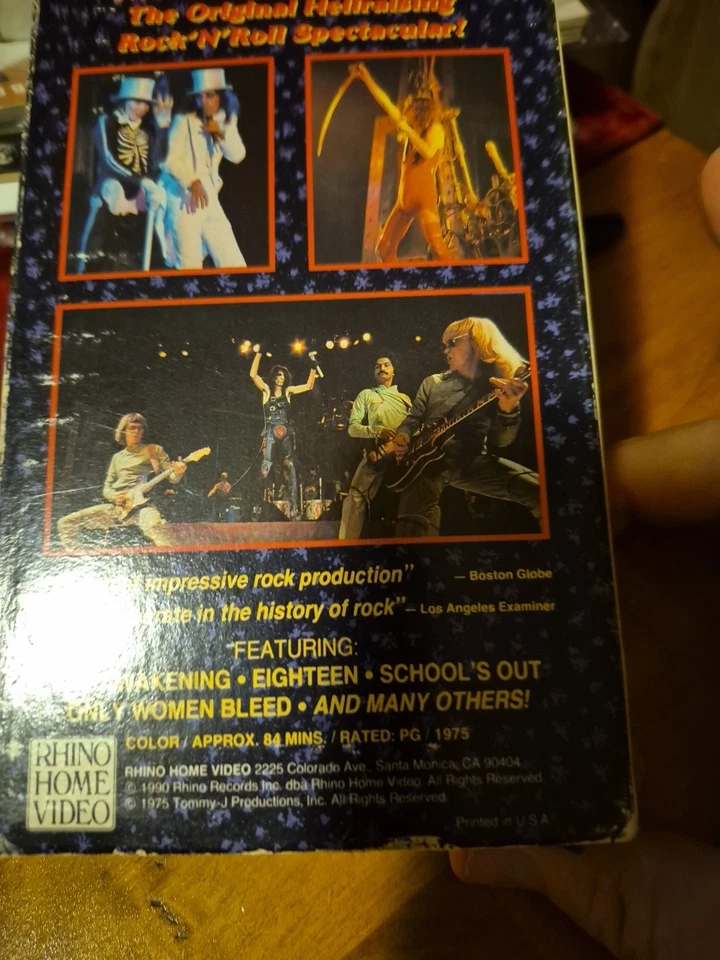 The Original Hellraising
Rock'N'Roll Spectacular!
impressive rock production" — Boston Globe
in the history of rock" — Los Angeles Examiner
FEATURING:
• EIGHTEEN • SCHOOL'S OUT
ONLY WOMEN BLEED • AND MANY OTHERS!
COLOR / APPROX. 84 MINS. / RATED: PG / 1975
RHINO
HOME
VIDEO
RHINO HOME VIDEO 2225 Colorado Ave., Santa Monica, CA 90404
© 1990 Rhino Records Inc. dba Rhino Home Video. All Rights Reserved
© 1975 Tommy-J Productions, Inc. All Rights Reserved.
Printed in U.S.A.